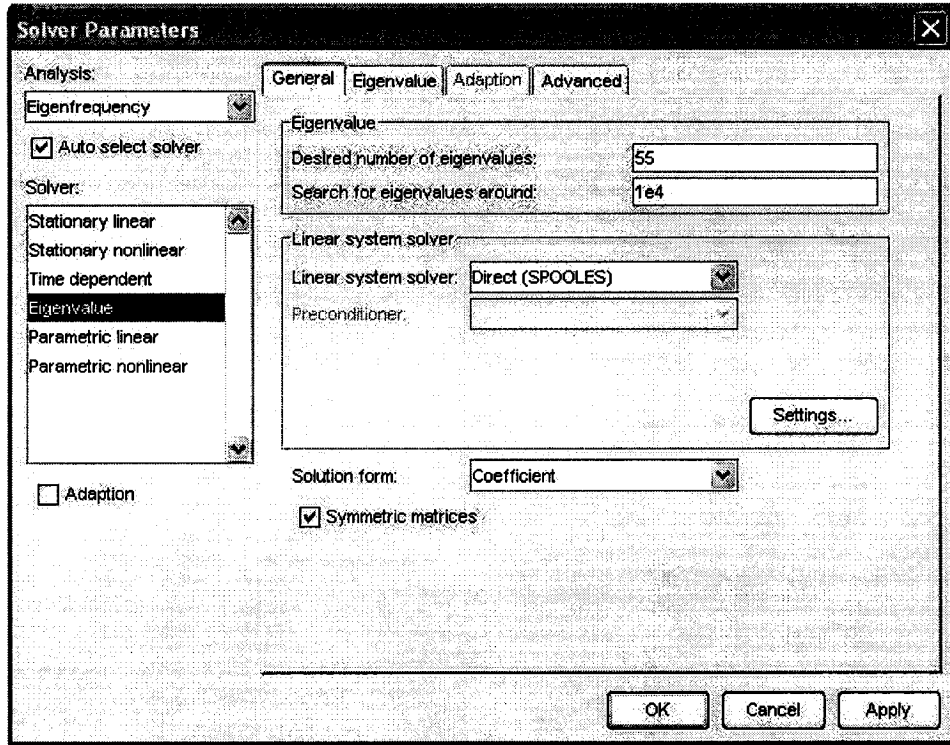 Solver Parameters
Analysis:
Eigenfrequency
Auto select solver
Solver:
Stationary linear
Stationary nonlinear
Time dependent
Eigenvalue
Parametric linear
Parametric nonlinear
Adaption
General Eigenvalue Adaption Advanced
Eigenvalue
Desired number of eigenvalues: 55
Search for eigenvalues around: 1e4
Linear system solver
Linear system solver: Direct (SPOOLES)
Preconditioner:
Settings...
Solution form: Coefficient
Symmetric matrices
OK Cancel Apply